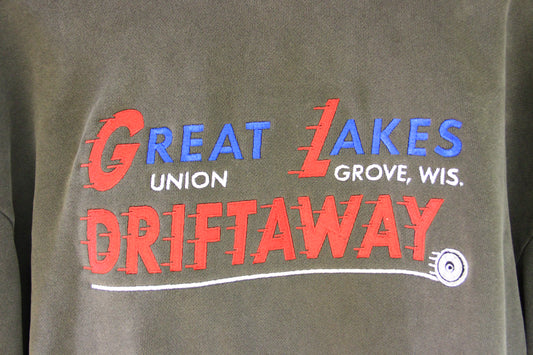 GREAT LAKES
UNION GROVE, WIS.
DRIFTAWAY